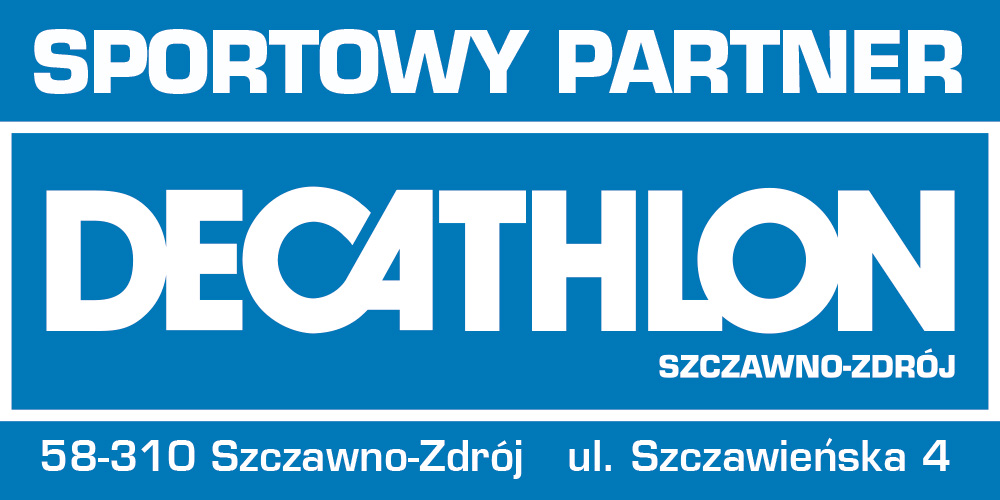 SPORTOWY PARTNER
DECATHLON
SZCZAWNO-ZDRÓJ
58-310 Szczawno-Zdrój ul. Szczawieńska 4